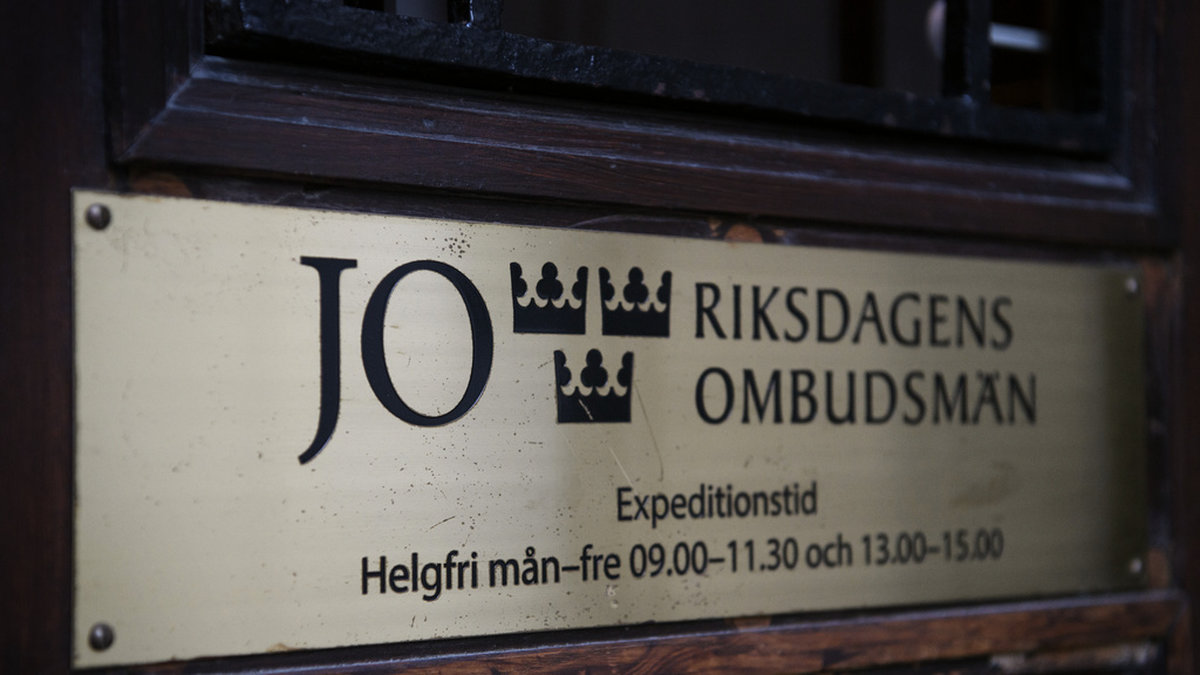 JO
RIKSDAGENS
OMBUDSMÄN
Expeditionstid
Helgfri mån–fre 09.00–11.30 och 13.00–15.00